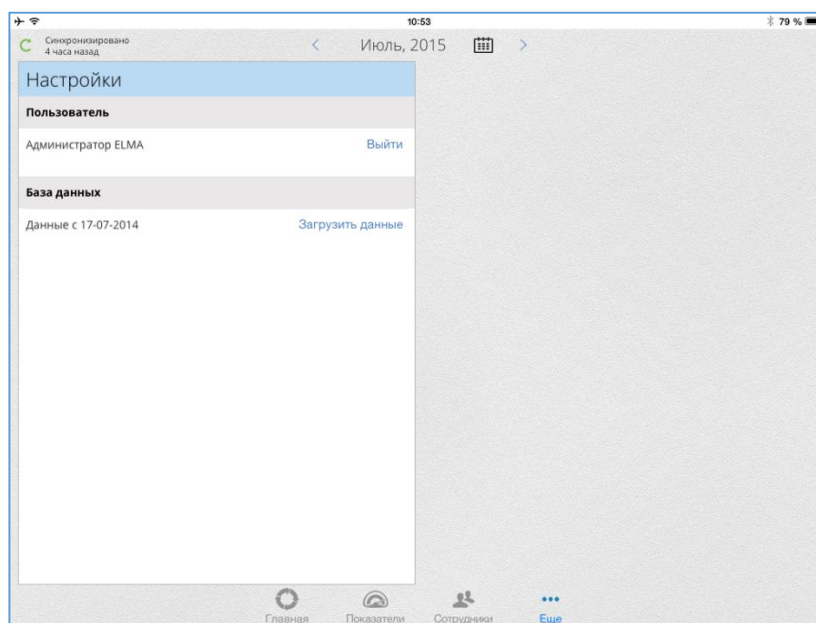 10:53
79 %
Синхронизировано
4 часа назад
Июль, 2015
Настройки
Пользователь
Администратор ELMA
Выйти
База данных
Данные с 17-07-2014
Загрузить данные
Главная
Показатели
Сотрудники
Еще